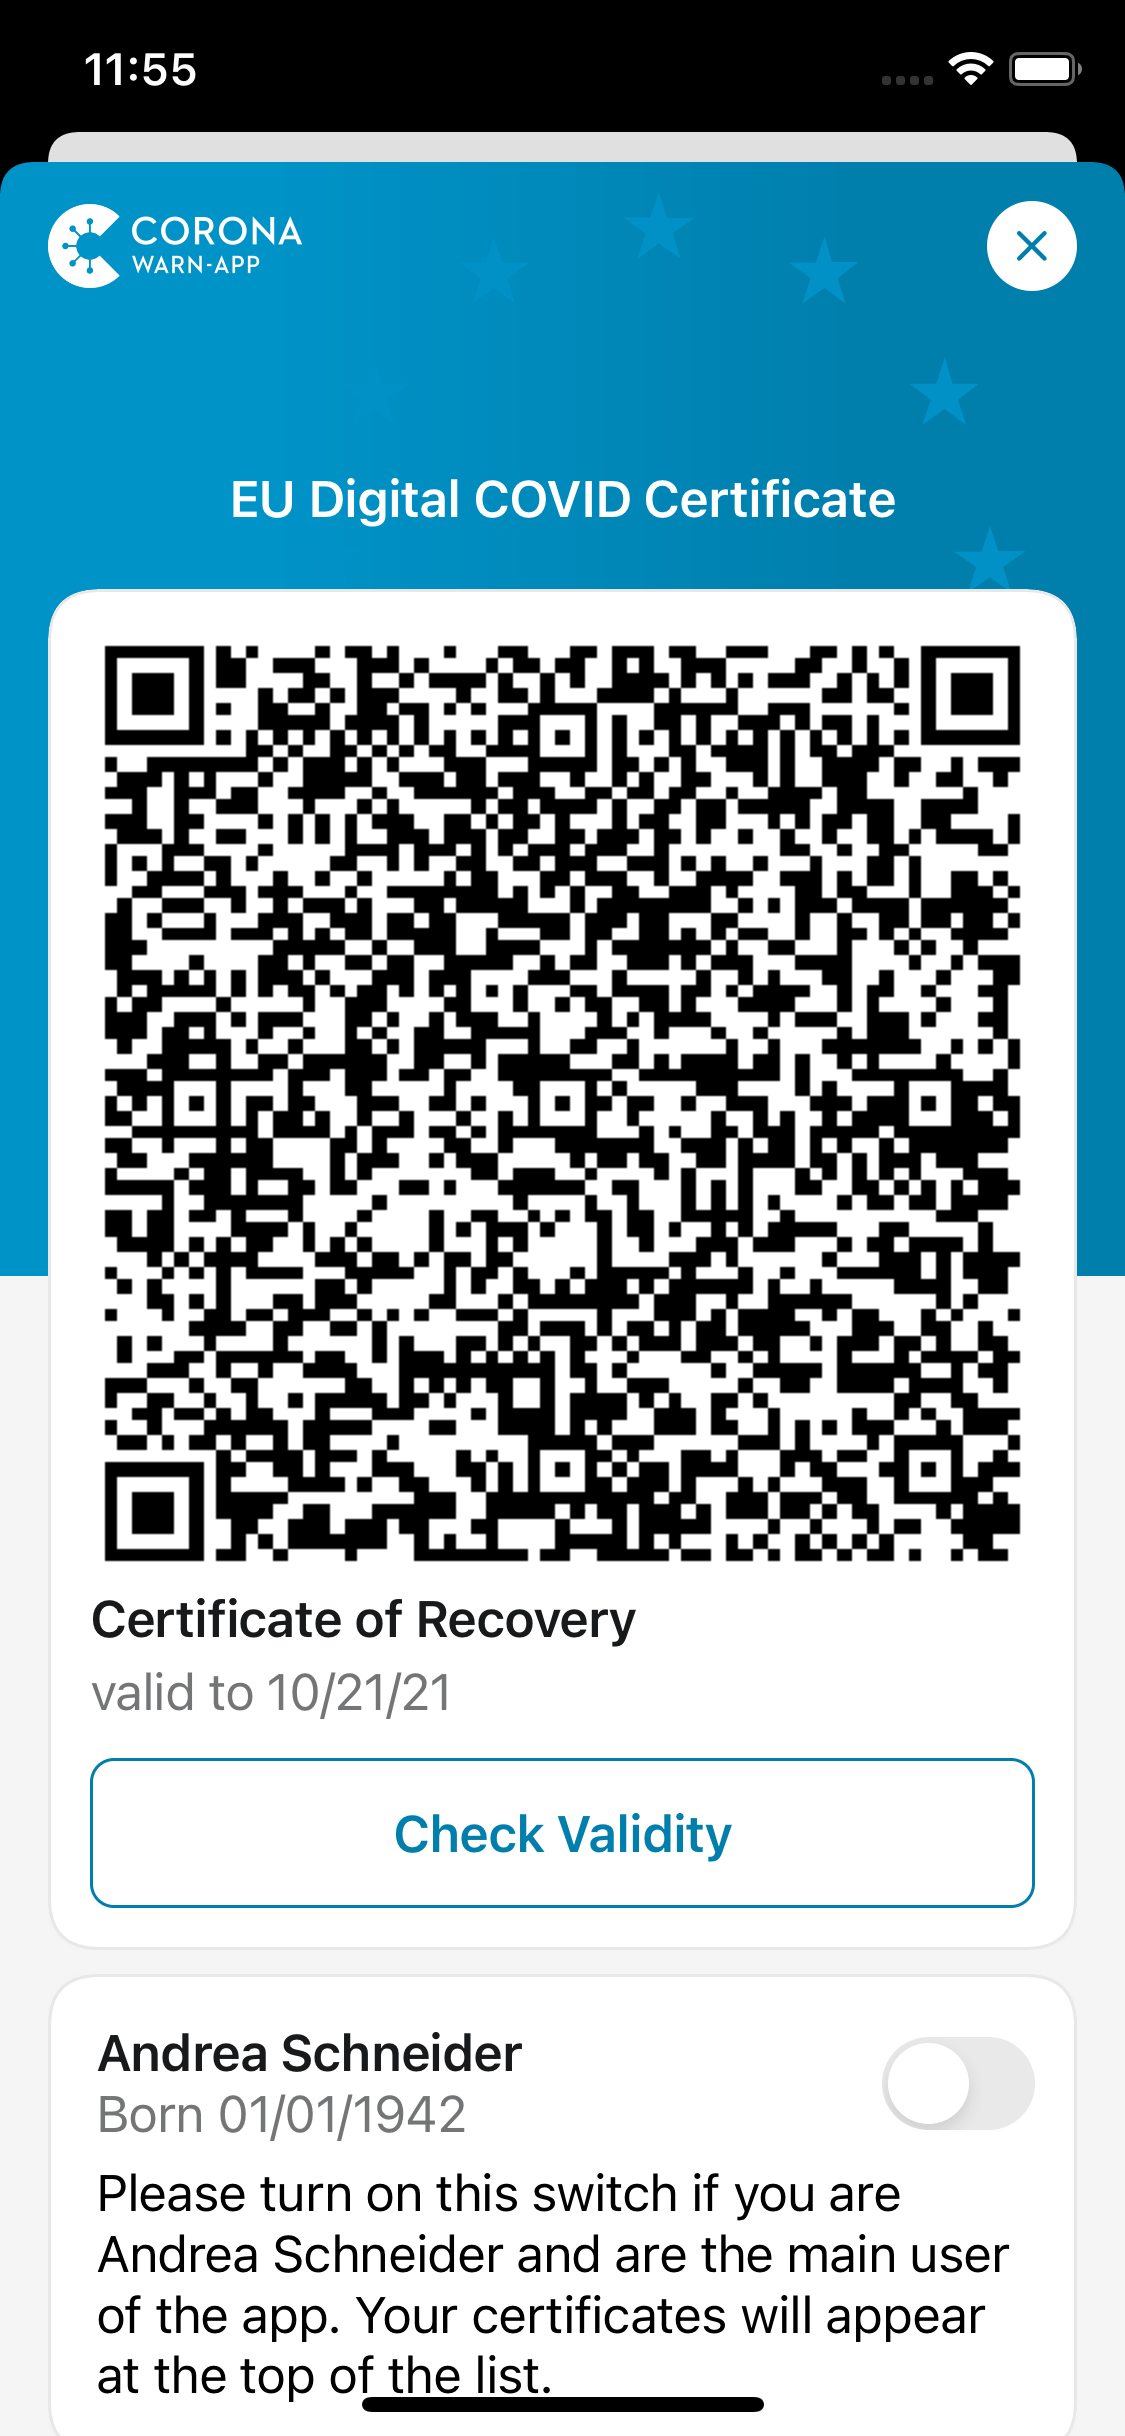 11:55
CORONA
WARN-APP
EU Digital COVID Certificate
Certificate of Recovery
valid to 10/21/21
Check Validity
Andrea Schneider
Born 01/01/1942
Please turn on this switch if you are
Andrea Schneider and are the main user
of the app. Your certificates will appear
at the top of the list.